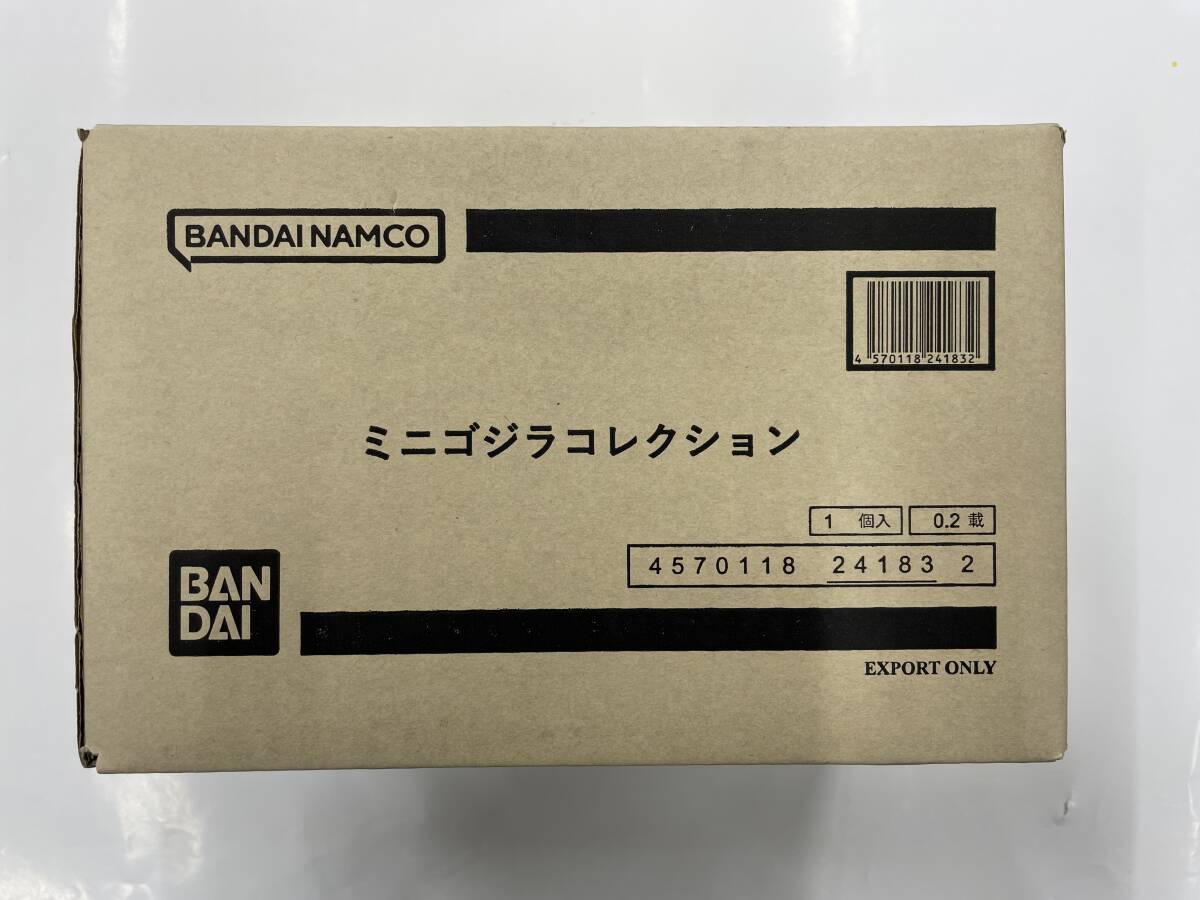 BANDAI NAMCO
4 570118 241832
ミニゴジラコレクション
1 個入 0.2 載
4570118 24183 2
BAN
DAI
EXPORT ONLY